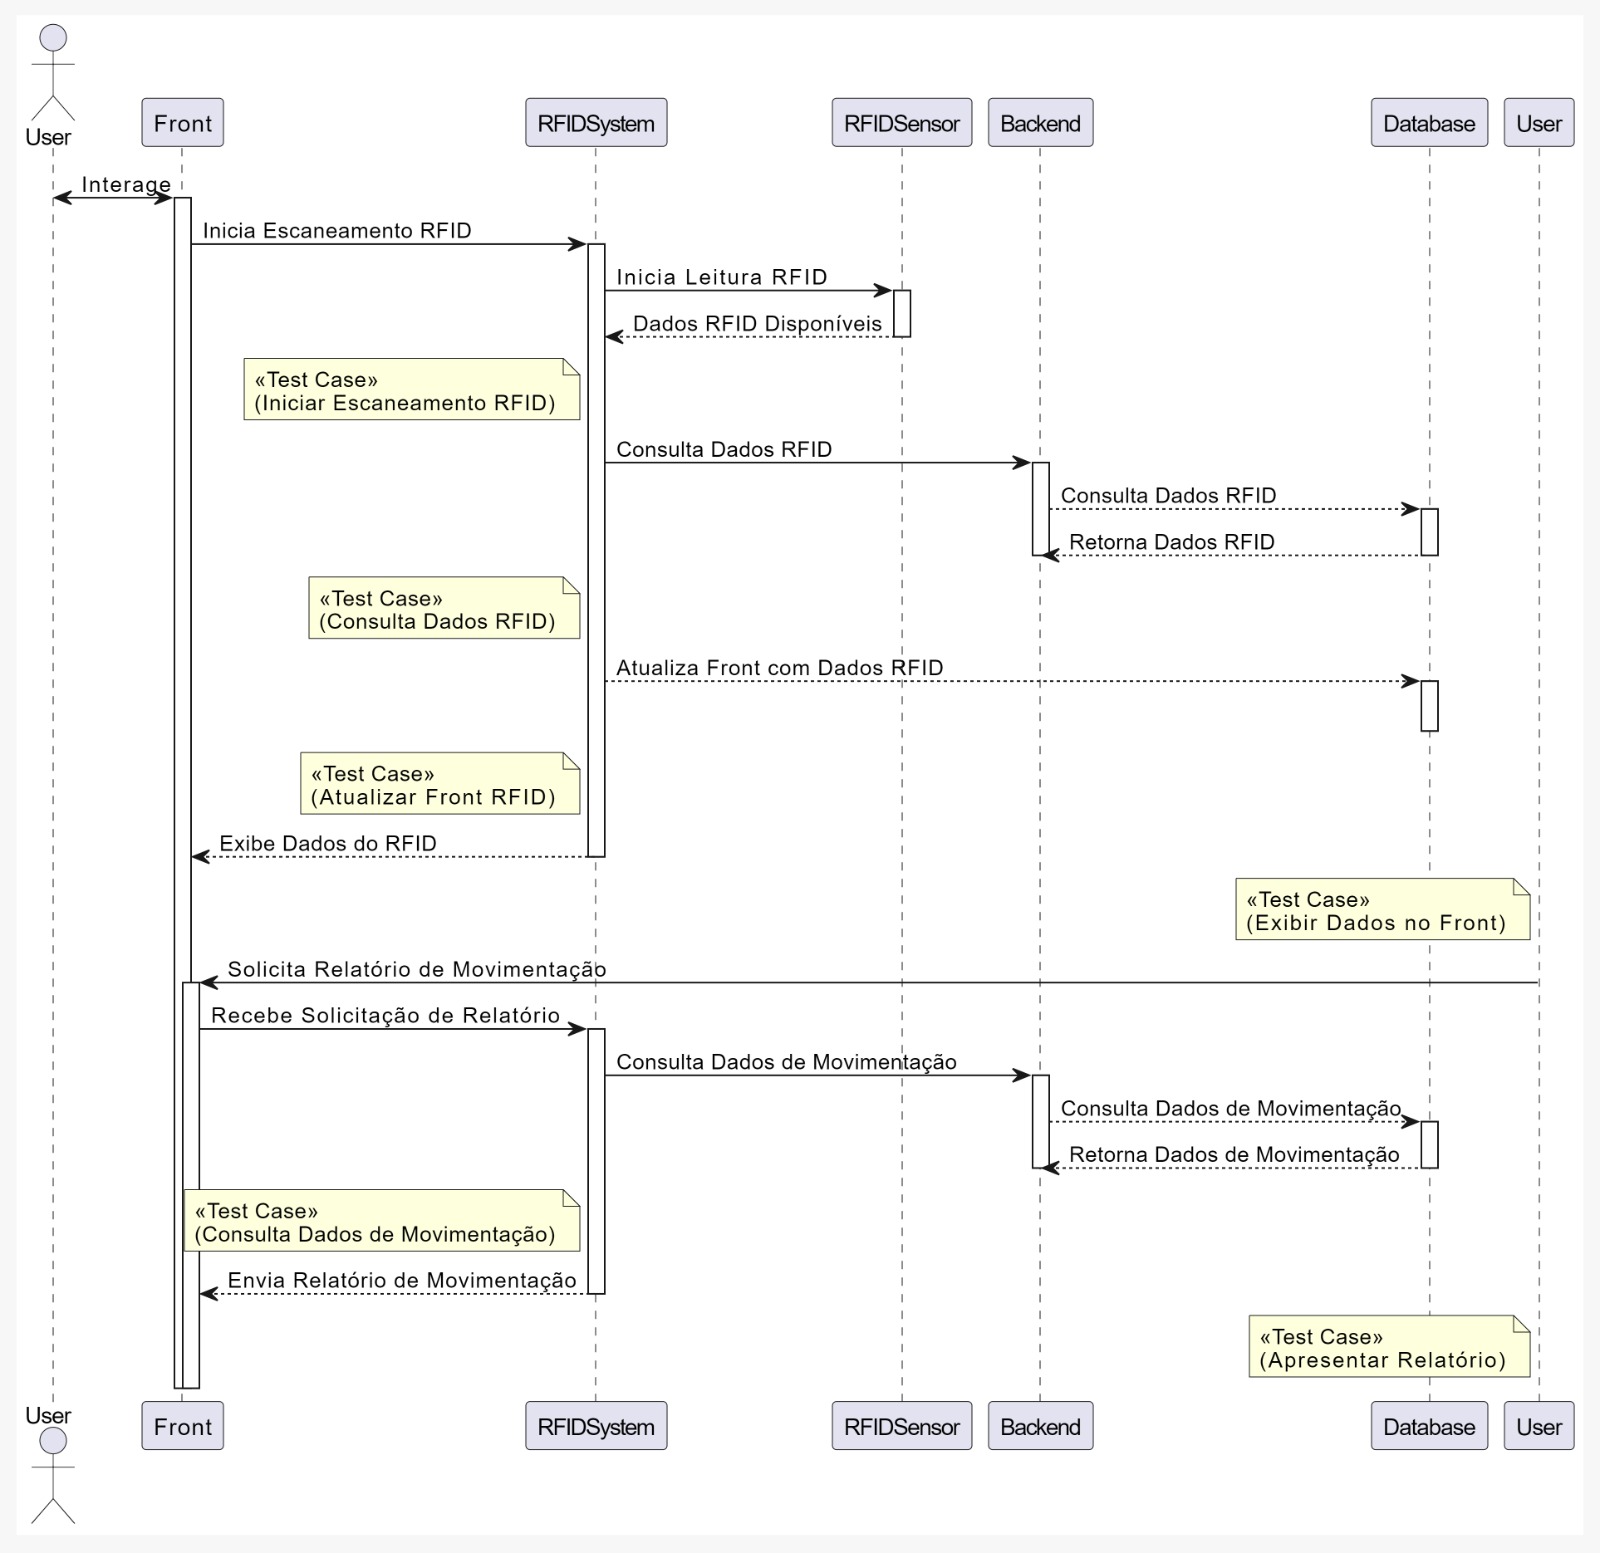 User
Front
RFIDSystem
RFIDSensor
Backend
Database
User
Interage
Inicia Escaneamento RFID
Inicia Leitura RFID
Dados RFID Disponíveis
«Test Case»
(Iniciar Escaneamento RFID)
Consulta Dados RFID
Consulta Dados RFID
Retorna Dados RFID
«Test Case»
(Consulta Dados RFID)
Atualiza Front com Dados RFID
«Test Case»
(Atualizar Front RFID)
Exibe Dados do RFID
«Test Case»
(Exibir Dados no Front)
Solicita Relatório de Movimentação
Recebe Solicitação de Relatório
Consulta Dados de Movimentação
Consulta Dados de Movimentação
Retorna Dados de Movimentação
«Test Case»
(Consulta Dados de Movimentação)
Envia Relatório de Movimentação
«Test Case»
(Apresentar Relatório)
User
Front
RFIDSystem
RFIDSensor
Backend
Database
User